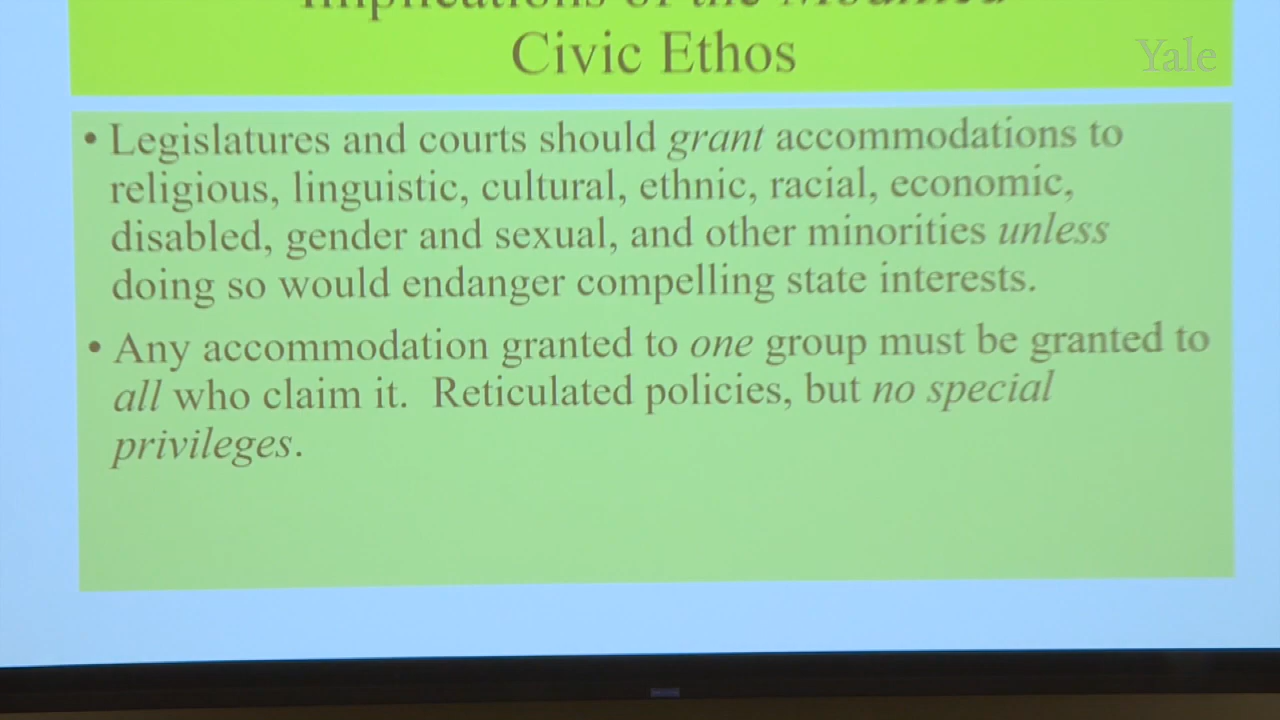 Implications of the Modified
Civic Ethos
Yale
• Legislatures and courts should grant accommodations to
religious, linguistic, cultural, ethnic, racial, economic,
disabled, gender and sexual, and other minorities unless
doing so would endanger compelling state interests.
• Any accommodation granted to one group must be granted to
all who claim it. Reticulated policies, but no special
privileges.